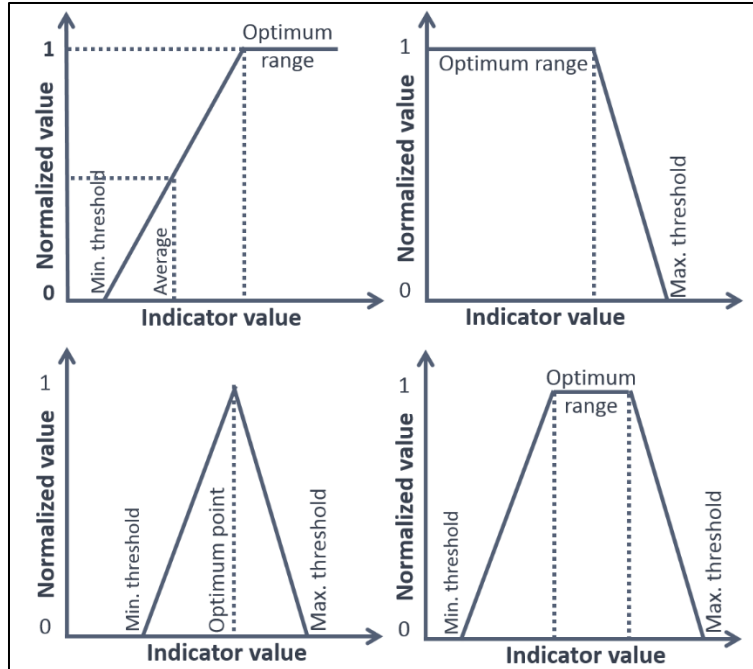 Normalized value
1
0
Min. threshold
Average
Optimum
range
Indicator value
Normalized value
1
0
Optimum range
Max. threshold
Indicator value
Normalized value
1
0
Min. threshold
Optimum point
Max. threshold
Indicator value
Normalized value
1
0
Min. threshold
Optimum
range
Max. threshold
Indicator value